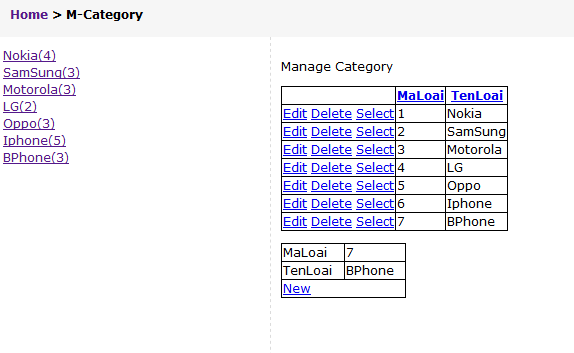 Home > M-Category
Nokia(4)
SamSung(3)
Motorola(3)
LG(2)
Oppo(3)
Iphone(5)
BPhone(3)
Manage Category
MaLoai TenLoai
Edit Delete Select 1 Nokia
Edit Delete Select 2 SamSung
Edit Delete Select 3 Motorola
Edit Delete Select 4 LG
Edit Delete Select 5 Oppo
Edit Delete Select 6 Iphone
Edit Delete Select 7 BPhone
MaLoai 7
TenLoai BPhone
New